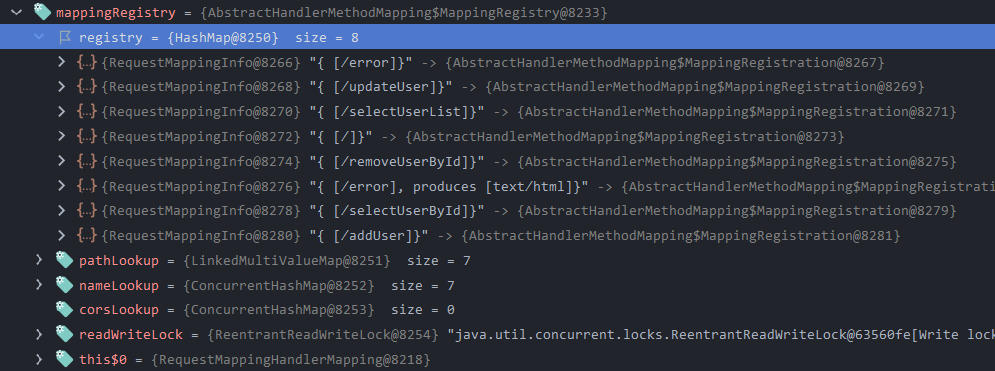 mappingRegistry = {AbstractHandlerMethodMapping$MappingRegistry@8233}
registry = {HashMap@8250} size = 8
{RequestMappingInfo@8266} "{ [/error]}" -> {AbstractHandlerMethodMapping$MappingRegistration@8267}
{RequestMappingInfo@8268} "{ [/updateUser]}" -> {AbstractHandlerMethodMapping$MappingRegistration@8269}
{RequestMappingInfo@8270} "{ [/selectUserList]}" -> {AbstractHandlerMethodMapping$MappingRegistration@8271}
{RequestMappingInfo@8272} "{ [/]}" -> {AbstractHandlerMethodMapping$MappingRegistration@8273}
{RequestMappingInfo@8274} "{ [/removeUserById]}" -> {AbstractHandlerMethodMapping$MappingRegistration@8275}
{RequestMappingInfo@8276} "{ [/error], produces [text/html]}" -> {AbstractHandlerMethodMapping$MappingRegistrati
{RequestMappingInfo@8278} "{ [/selectUserById]}" -> {AbstractHandlerMethodMapping$MappingRegistration@8279}
{RequestMappingInfo@8280} "{ [/addUser]}" -> {AbstractHandlerMethodMapping$MappingRegistration@8281}
pathLookup = {LinkedMultiValueMap@8251} size = 7
nameLookup = {ConcurrentHashMap@8252} size = 7
corsLookup = {ConcurrentHashMap@8253} size = 0
readWriteLock = {ReentrantReadWriteLock@8254} "java.util.concurrent.locks.ReentrantReadWriteLock@63560fe[Write lock
this$0 = {RequestMappingHandlerMapping@8218}